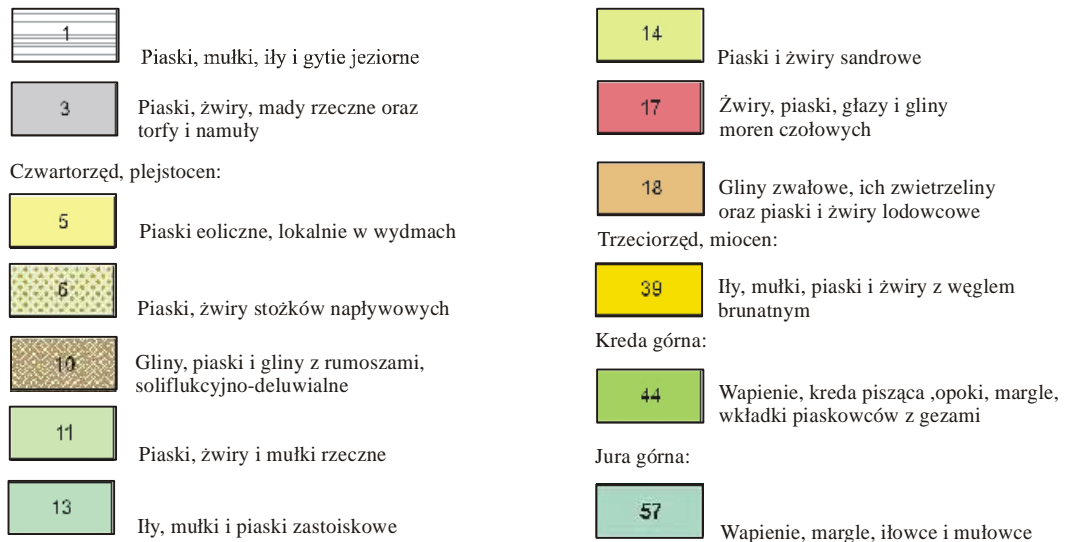 1
Piaski, mułki, iły i gytie jeziorne
3
Piaski, żwiry, mady rzeczne oraz
torfy i namuły
Czwartorzęd, plejstocen:
5
Piaski eoliczne, lokalnie w wydmach
6
Piaski, żwiry stożków napływowych
10
Gliny, piaski i gliny z rumoszami,
soliflukcyjno-deluwialne
11
Piaski, żwiry i mułki rzeczne
13
Iły, mułki i piaski zastoiskowe
14
Piaski i żwiry sandrowe
17
Żwiry, piaski, głazy i gliny
moren czołowych
18
Gliny zwałowe, ich zwietrzeliny
oraz piaski i żwiry lodowcowe
Trzeciorzęd, miocen:
39
Iły, mułki, piaski i żwiry z węglem
brunatnym
Kreda górna:
44
Wapienie, kreda pisząca ,opoki, margle,
wkładki piaskowców z gezami
Jura górna:
57
Wapienie, margle, iłowce i mułowce